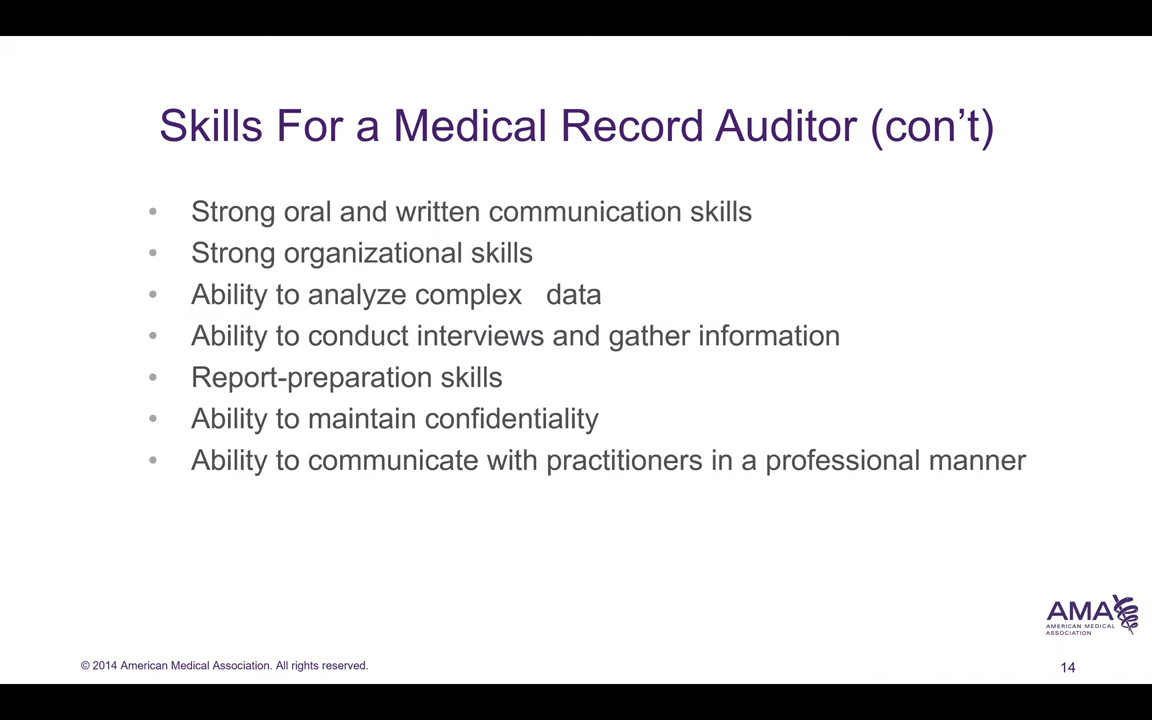 Skills For a Medical Record Auditor (con’t)
• Strong oral and written communication skills
• Strong organizational skills
• Ability to analyze complex   data
• Ability to conduct interviews and gather information
• Report-preparation skills
• Ability to maintain confidentiality
• Ability to communicate with practitioners in a professional manner
AMA
AMERICAN MEDICAL
ASSOCIATION
© 2014 American Medical Association. All rights reserved.
14